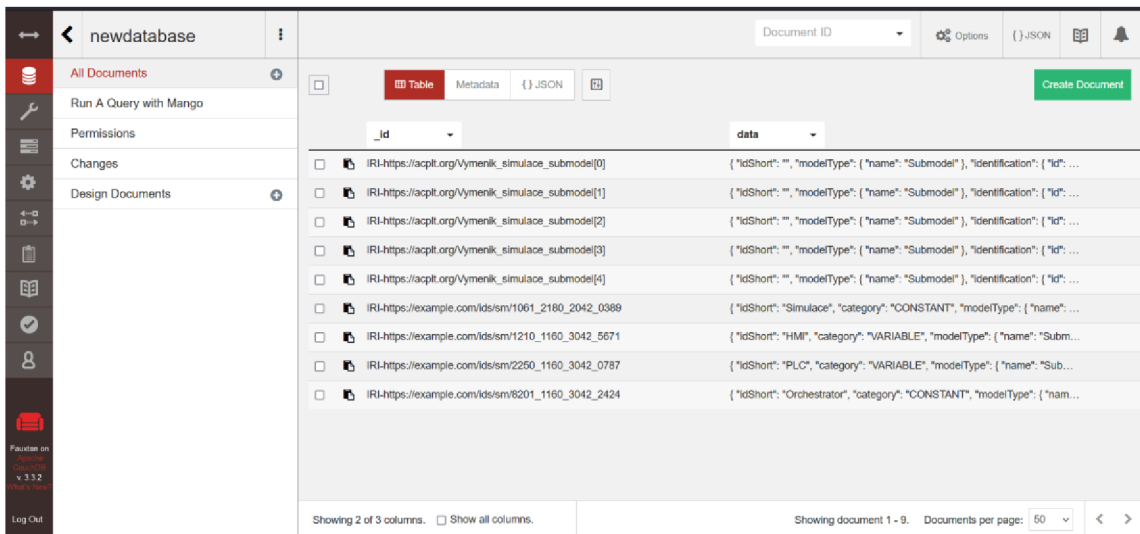 newdatabase
Document ID
Options
{ } JSON
All Documents
Run A Query with Mango
Permissions
Changes
Design Documents
Table
Metadata
{ } JSON
Create Document
_id
data
IRI-https://acplt.org/Vymenik_simulace_submodel[0]
{ "idShort": "", "modelType": { "name": "Submodel" }, "identification": { "id": ...
IRI-https://acplt.org/Vymenik_simulace_submodel[1]
{ "idShort": "", "modelType": { "name": "Submodel" }, "identification": { "id": ...
IRI-https://acplt.org/Vymenik_simulace_submodel[2]
{ "idShort": "", "modelType": { "name": "Submodel" }, "identification": { "id": ...
IRI-https://acplt.org/Vymenik_simulace_submodel[3]
{ "idShort": "", "modelType": { "name": "Submodel" }, "identification": { "id": ...
IRI-https://acplt.org/Vymenik_simulace_submodel[4]
{ "idShort": "", "modelType": { "name": "Submodel" }, "identification": { "id": ...
IRI-https://example.com/ids/sm/1061_2180_2042_0389
{ "idShort": "Simulace", "category": "CONSTANT", "modelType": { "name": ...
IRI-https://example.com/ids/sm/1210_1160_3042_5671
{ "idShort": "HMI", "category": "VARIABLE", "modelType": { "name": "Subm...
IRI-https://example.com/ids/sm/2250_1160_3042_0787
{ "idShort": "PLC", "category": "VARIABLE", "modelType": { "name": "Sub...
IRI-https://example.com/ids/sm/8201_1160_3042_2424
{ "idShort": "Orchestrator", "category": "CONSTANT", "modelType": { "nam...
Fauxton on
Apache
CouchDB
v. 3.3.2
What's New?
Log Out
Showing 2 of 3 columns.
Show all columns.
Showing document 1 - 9.
Documents per page:
50